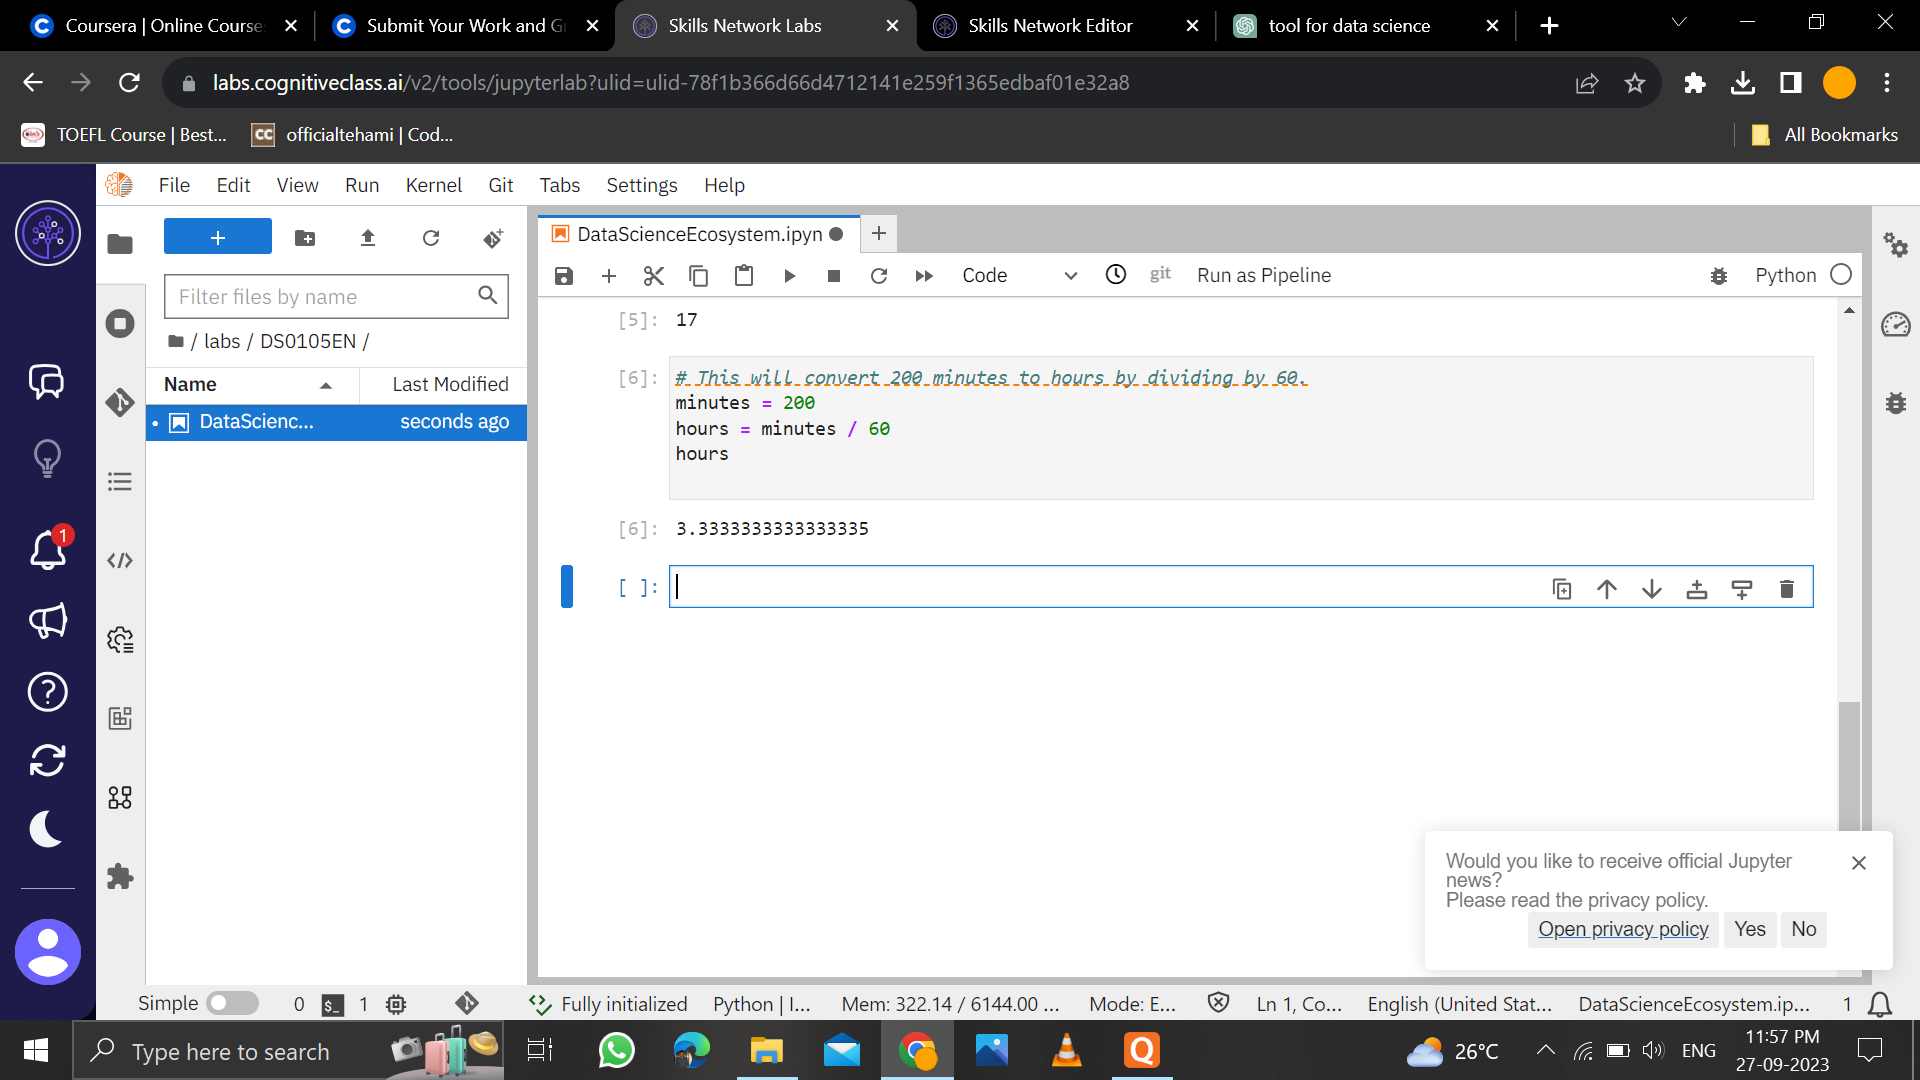 Coursera | Online Course
Submit Your Work and Gr
Skills Network Labs
Skills Network Editor
tool for data science
labs.cognitiveclass.ai/v2/tools/jupyterlab?ulid=ulid-78f1b366d66d4712141e259f1365edbaf01e32a8
TOEFL Course | Best...
CC officialtehami | Cod...
All Bookmarks
File Edit View Run Kernel Git Tabs Settings Help
DataScienceEcosystem.ipyn
Code
git
Run as Pipeline
Python
Filter files by name
/ labs / DS0105EN /
Name
Last Modified
DataScienc...
seconds ago
[5]: 17
[6]: # This will convert 200 minutes to hours by dividing by 60.
minutes = 200
hours = minutes / 60
hours
[6]: 3.3333333333333335
[ ]:
1
Would you like to receive official Jupyter
news?
Please read the privacy policy.
Open privacy policy Yes No
Simple 0 $_ 1 Fully initialized Python | I... Mem: 322.14 / 6144.00 ... Mode: E... Ln 1, Co... English (United Stat... DataScienceEcosystem.ip... 1
Type here to search
26°C
ENG
11:57 PM
27-09-2023